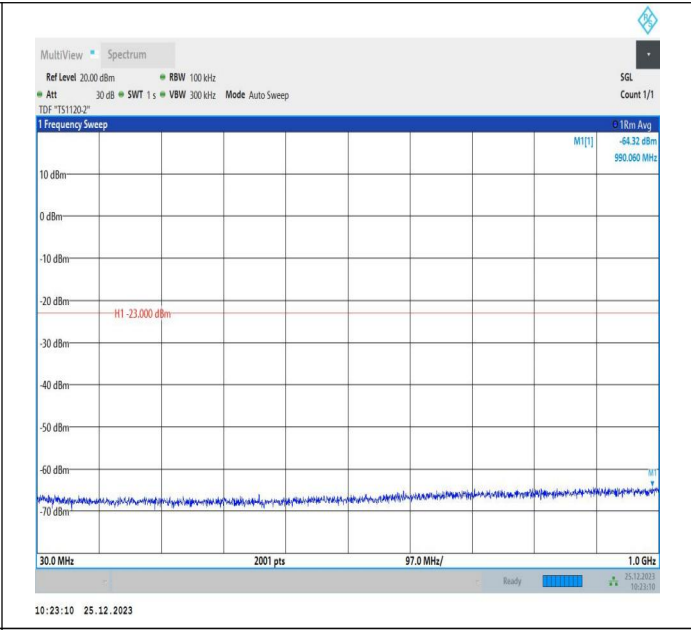 R S
MultiView Spectrum
Ref Level 20.00 dBm RBW 100 kHz SGL
Att 30 dB SWT 1 s VBW 300 kHz Mode Auto Sweep Count 1/1
TDF "TS1120-2"
1 Frequency Sweep 1Rm Avg
M1[1] -64.32 dBm
990.060 MHz
10 dBm
0 dBm
-10 dBm
-20 dBm
H1 -23.000 dBm
-30 dBm
-40 dBm
-50 dBm
-60 dBm
M1
-70 dBm
30.0 MHz 2001 pts 97.0 MHz/ 1.0 GHz
Ready 25.12.2023
10:23:10
10:23:10 25.12.2023